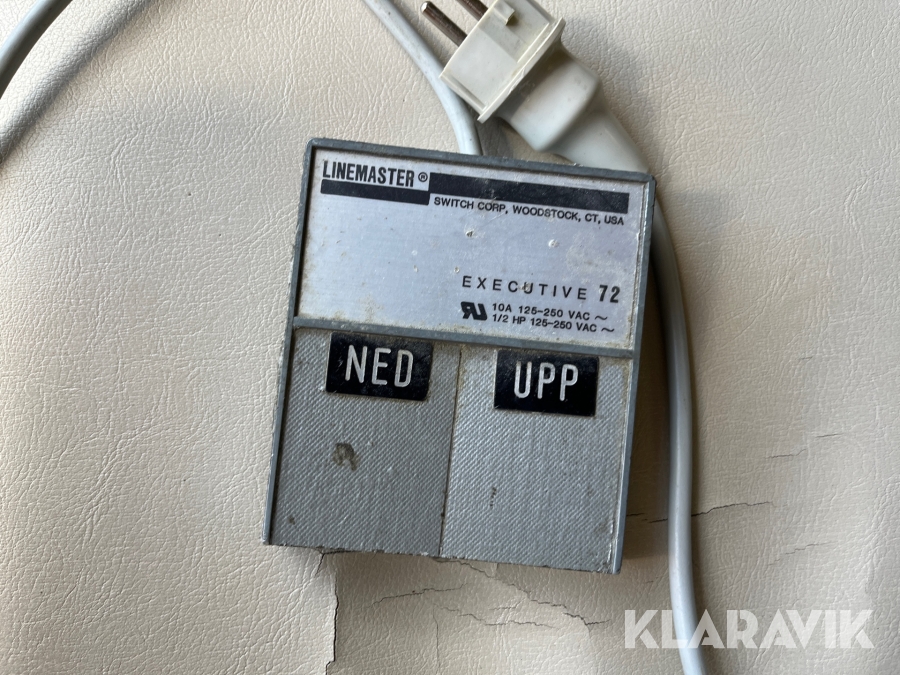 LINEMASTER®
SWITCH CORP, WOODSTOCK, CT, USA
EXECUTIVE 72
10A 125-250 VAC ~
1/2 HP 125-250 VAC ~
NED UPP
KLARAVIK